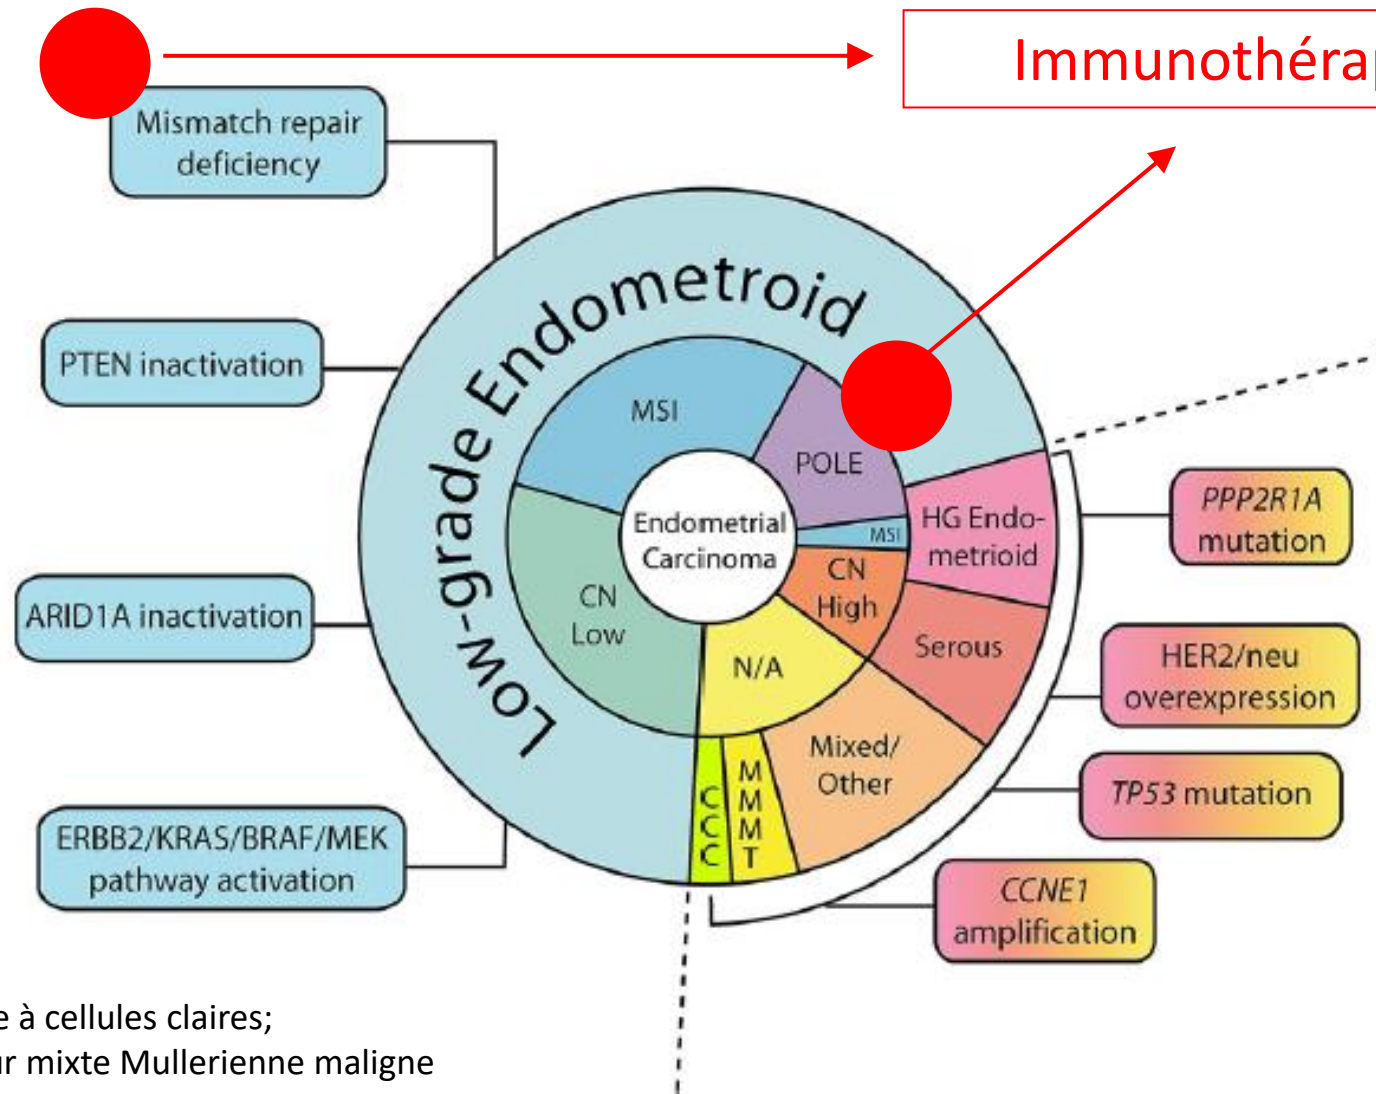 Immunothérap
Mismatch repair
deficiency
Low-grade Endometroid
PTEN inactivation
MSI
POLE
Endometrial
Carcinoma
MSI
HG Endo-
metrioid
PPP2R1A
mutation
CN
High
CN
Low
ARID1A inactivation
Serous
N/A
HER2/neu
overexpression
Mixed/
Other
TP53 mutation
CCC
MMMT
ERBB2/KRAS/BRAF/MEK
pathway activation
CCNE1
amplification
e à cellules claires;
ur mixte Mullerienne maligne